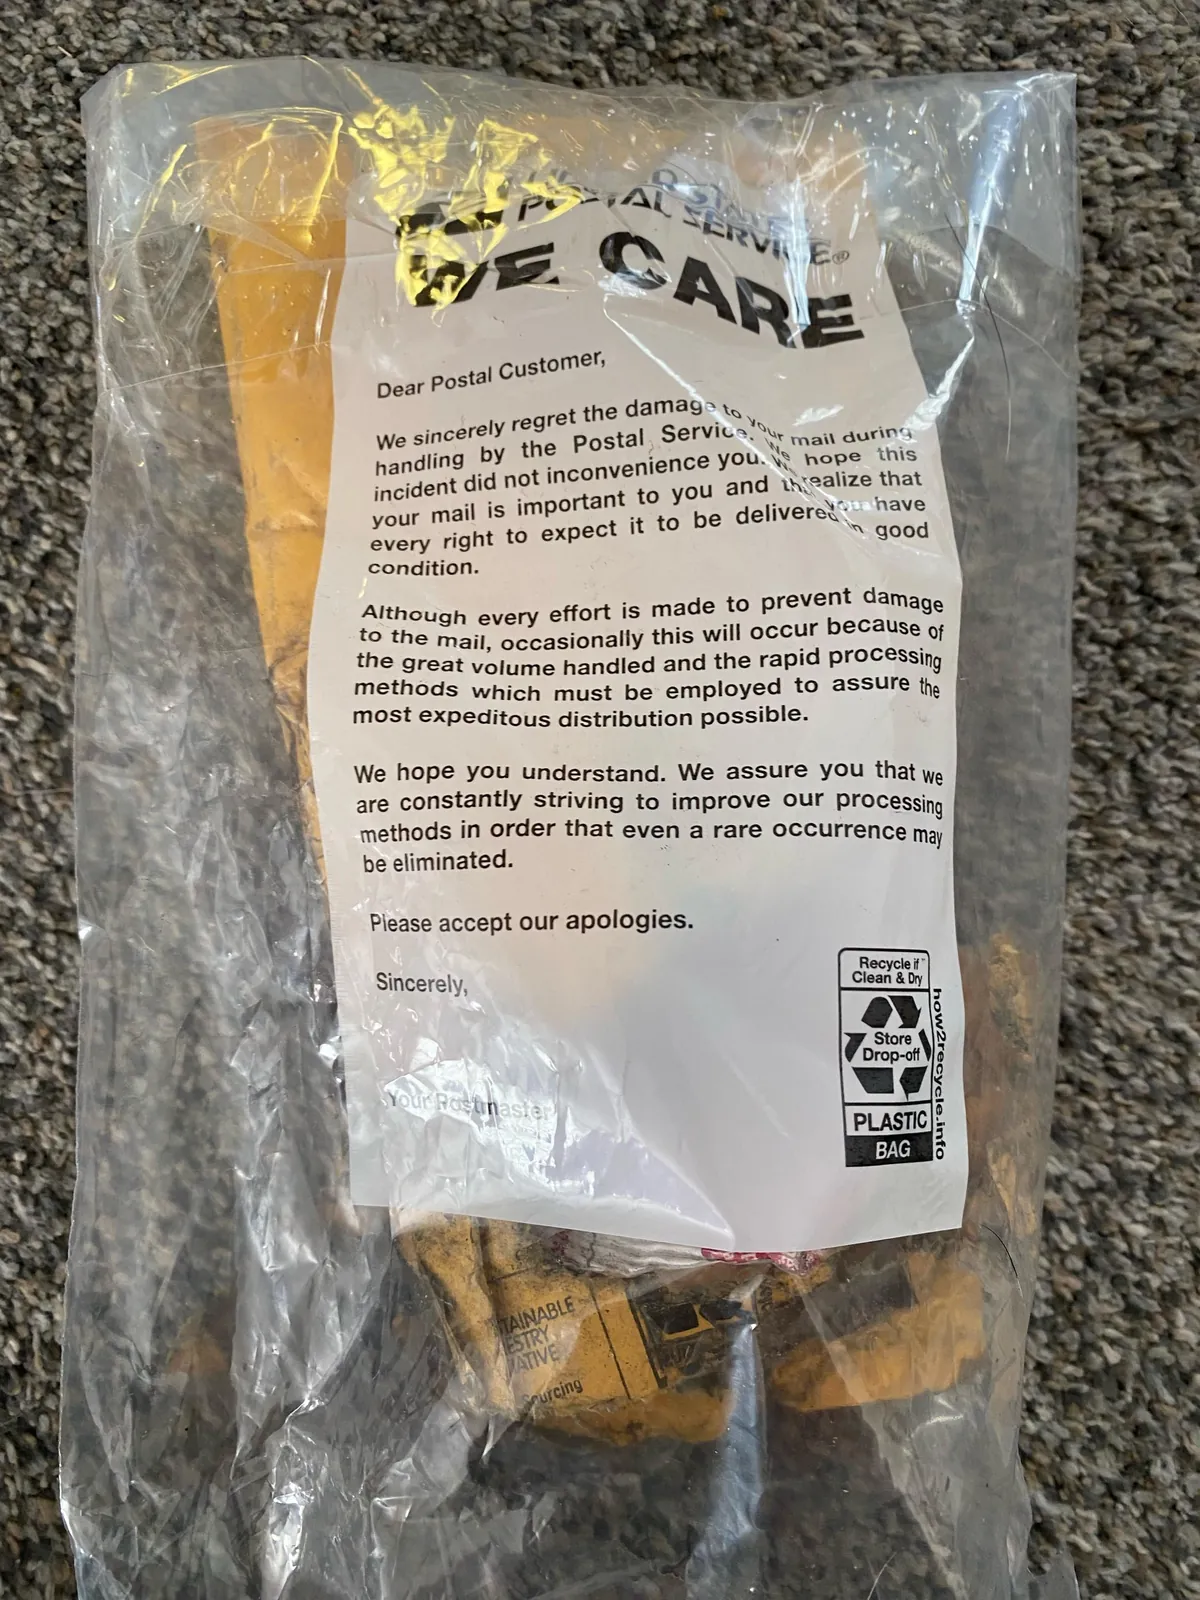 POSTAL SERVICE®
WE CARE
Dear Postal Customer,
We sincerely regret the damage to your mail during
handling by the Postal Service. We hope this
incident did not inconvenience you. We realize that
your mail is important to you and that you have
every right to expect it to be delivered in good
condition.
Although every effort is made to prevent damage
to the mail, occasionally this will occur because of
the great volume handled and the rapid processing
methods which must be employed to assure the
most expeditous distribution possible.
We hope you understand. We assure you that we
are constantly striving to improve our processing
methods in order that even a rare occurrence may
be eliminated.
Please accept our apologies.
Sincerely,
Your Postmaster
Recycle if
Clean & Dry
Store
Drop-off
PLASTIC
BAG
how2recycle.info
TAINABLE
ESTRY
IATIVE
Sourcing